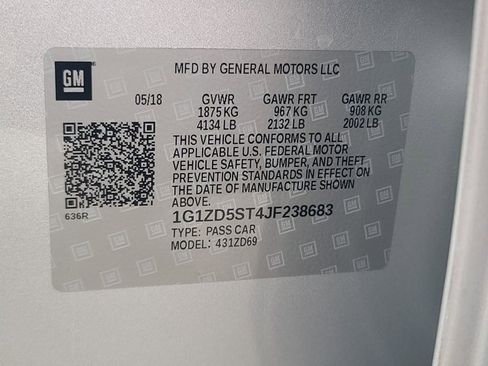 GM
MFD BY GENERAL MOTORS LLC
05/18 GVWR GAWR FRT GAWR RR
1875 KG 967 KG 908 KG
4134 LB 2132 LB 2002 LB
THIS VEHICLE CONFORMS TO ALL
APPLICABLE U.S. FEDERAL MOTOR
VEHICLE SAFETY, BUMPER, AND THEFT
PREVENTION STANDARDS IN EFFECT ON
THE DATE OF MANUFACTURE SHOWN
ABOVE.
636R
1G1ZD5ST4JF238683
TYPE: PASS CAR
MODEL: 431ZD69